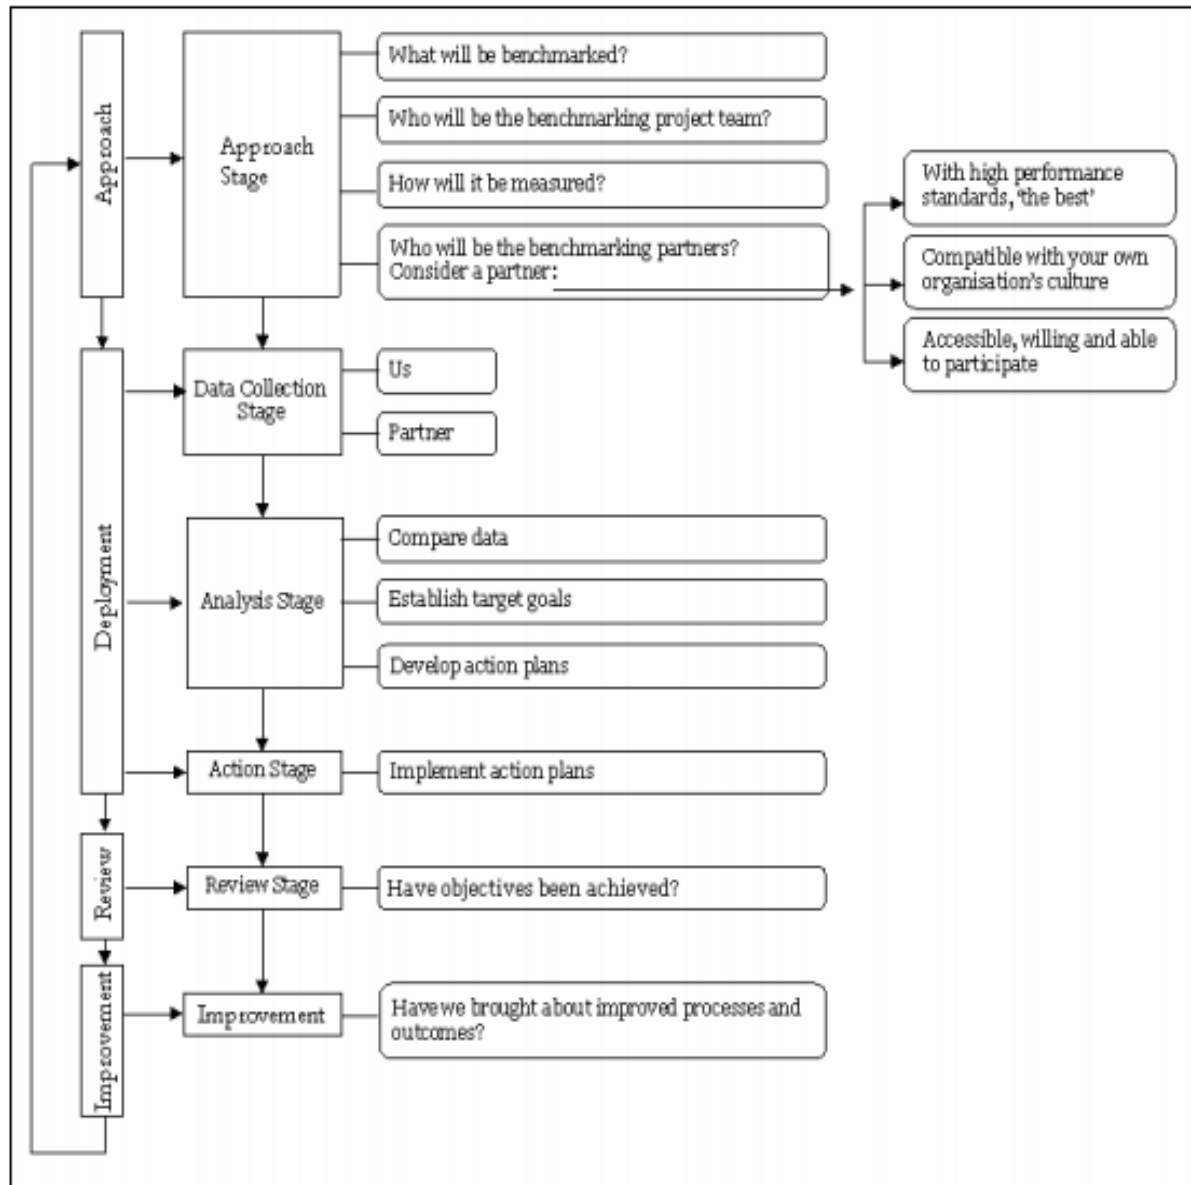 Approach
Approach
Stage
What will be benchmarked?
Who will be the benchmarking project team?
How will it be measured?
Who will be the benchmarking partners?
Consider a partner:
With high performance
standards, ‘the best’
Compatible with your own
organisation’s culture
Accessible, willing and able
to participate
Deployment
Data Collection
Stage
Us
Partner
Analysis Stage
Compare data
Establish target goals
Develop action plans
Action Stage
Implement action plans
Review
Review Stage
Have objectives been achieved?
Improvement
Improvement
Have we brought about improved processes and
outcomes?